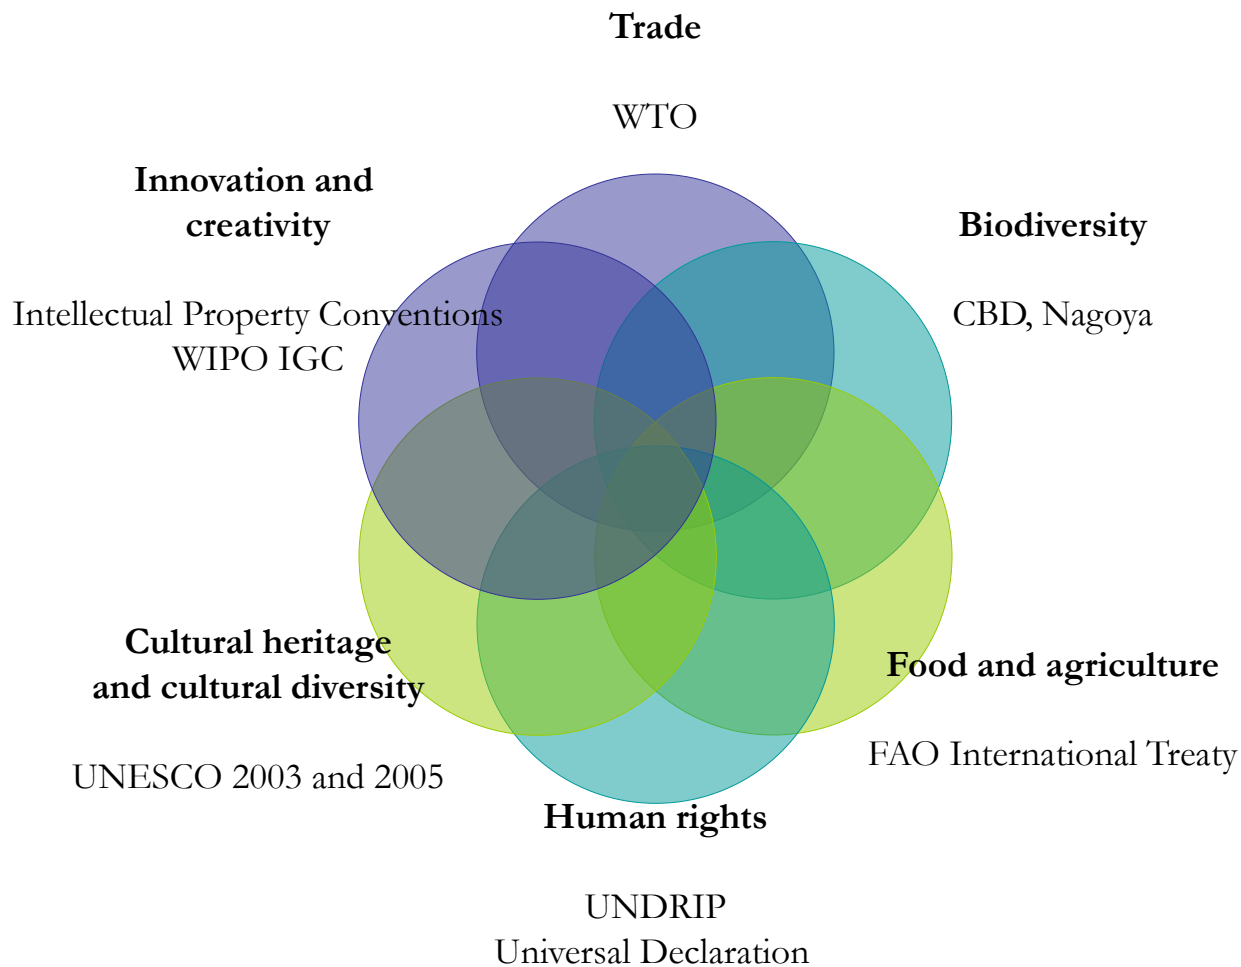 Trade
WTO
Innovation and
creativity
Intellectual Property Conventions
WIPO IGC
Biodiversity
CBD, Nagoya
Cultural heritage
and cultural diversity
UNESCO 2003 and 2005
Food and agriculture
FAO International Treaty
Human rights
UNDRIP
Universal Declaration